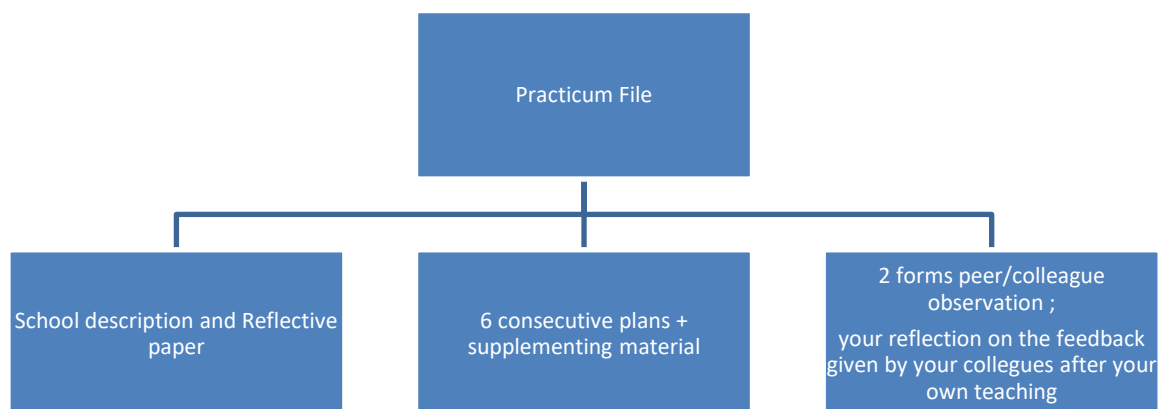 Practicum File
School description and Reflective
paper
6 consecutive plans +
supplementing material
2 forms peer/colleague
observation ;
your reflection on the feedback
given by your collegues after your
own teaching